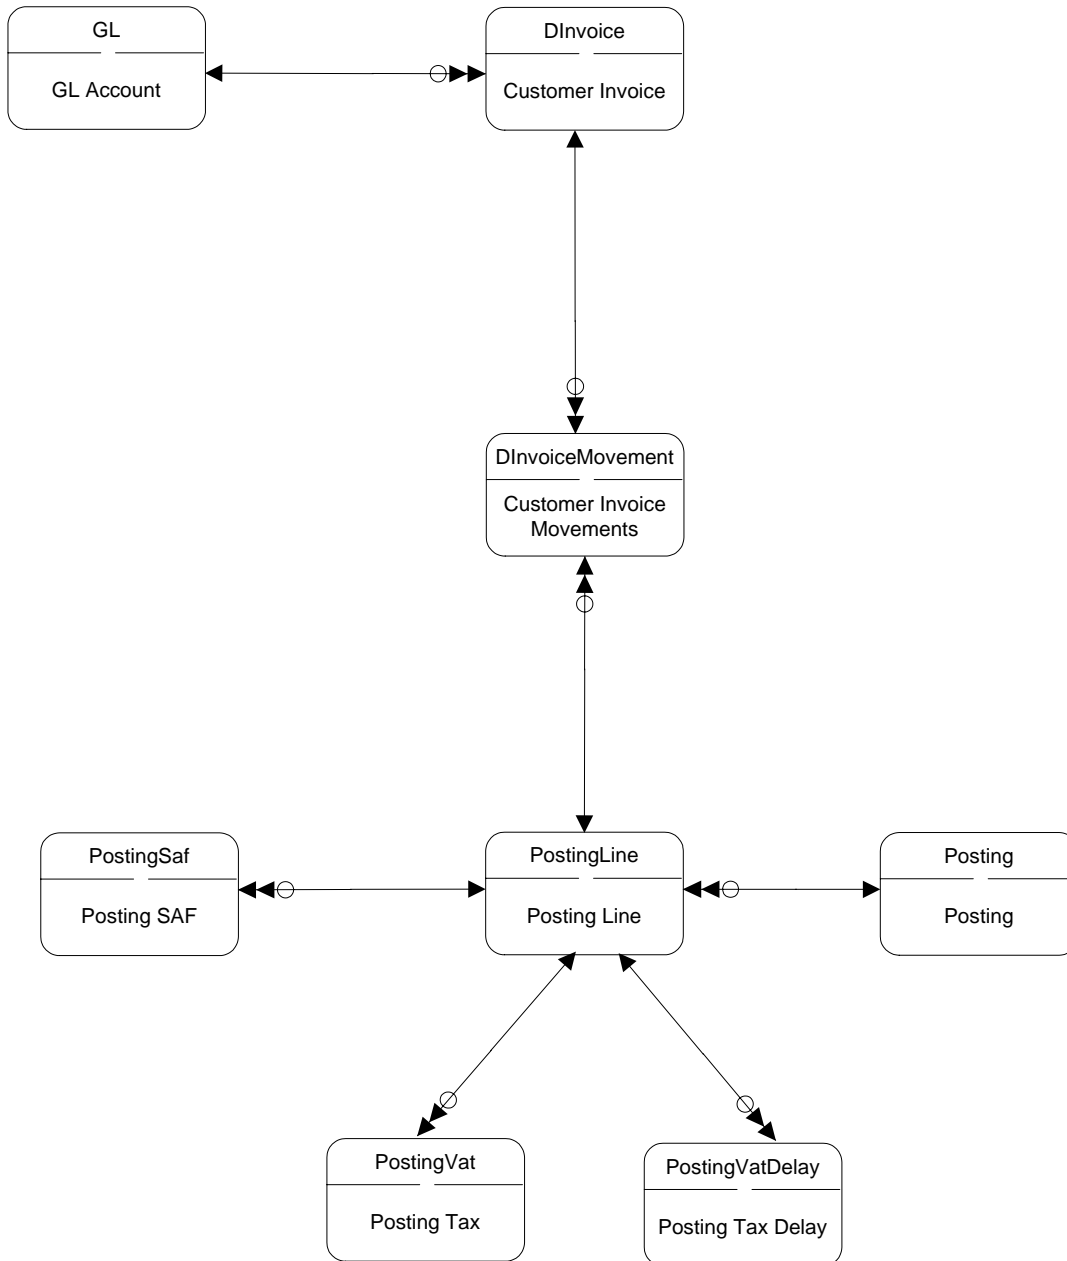 GL
GL Account
DInvoice
Customer Invoice
DInvoiceMovement
Customer Invoice
Movements
PostingSaf
Posting SAF
PostingLine
Posting Line
Posting
Posting
PostingVat
Posting Tax
PostingVatDelay
Posting Tax Delay